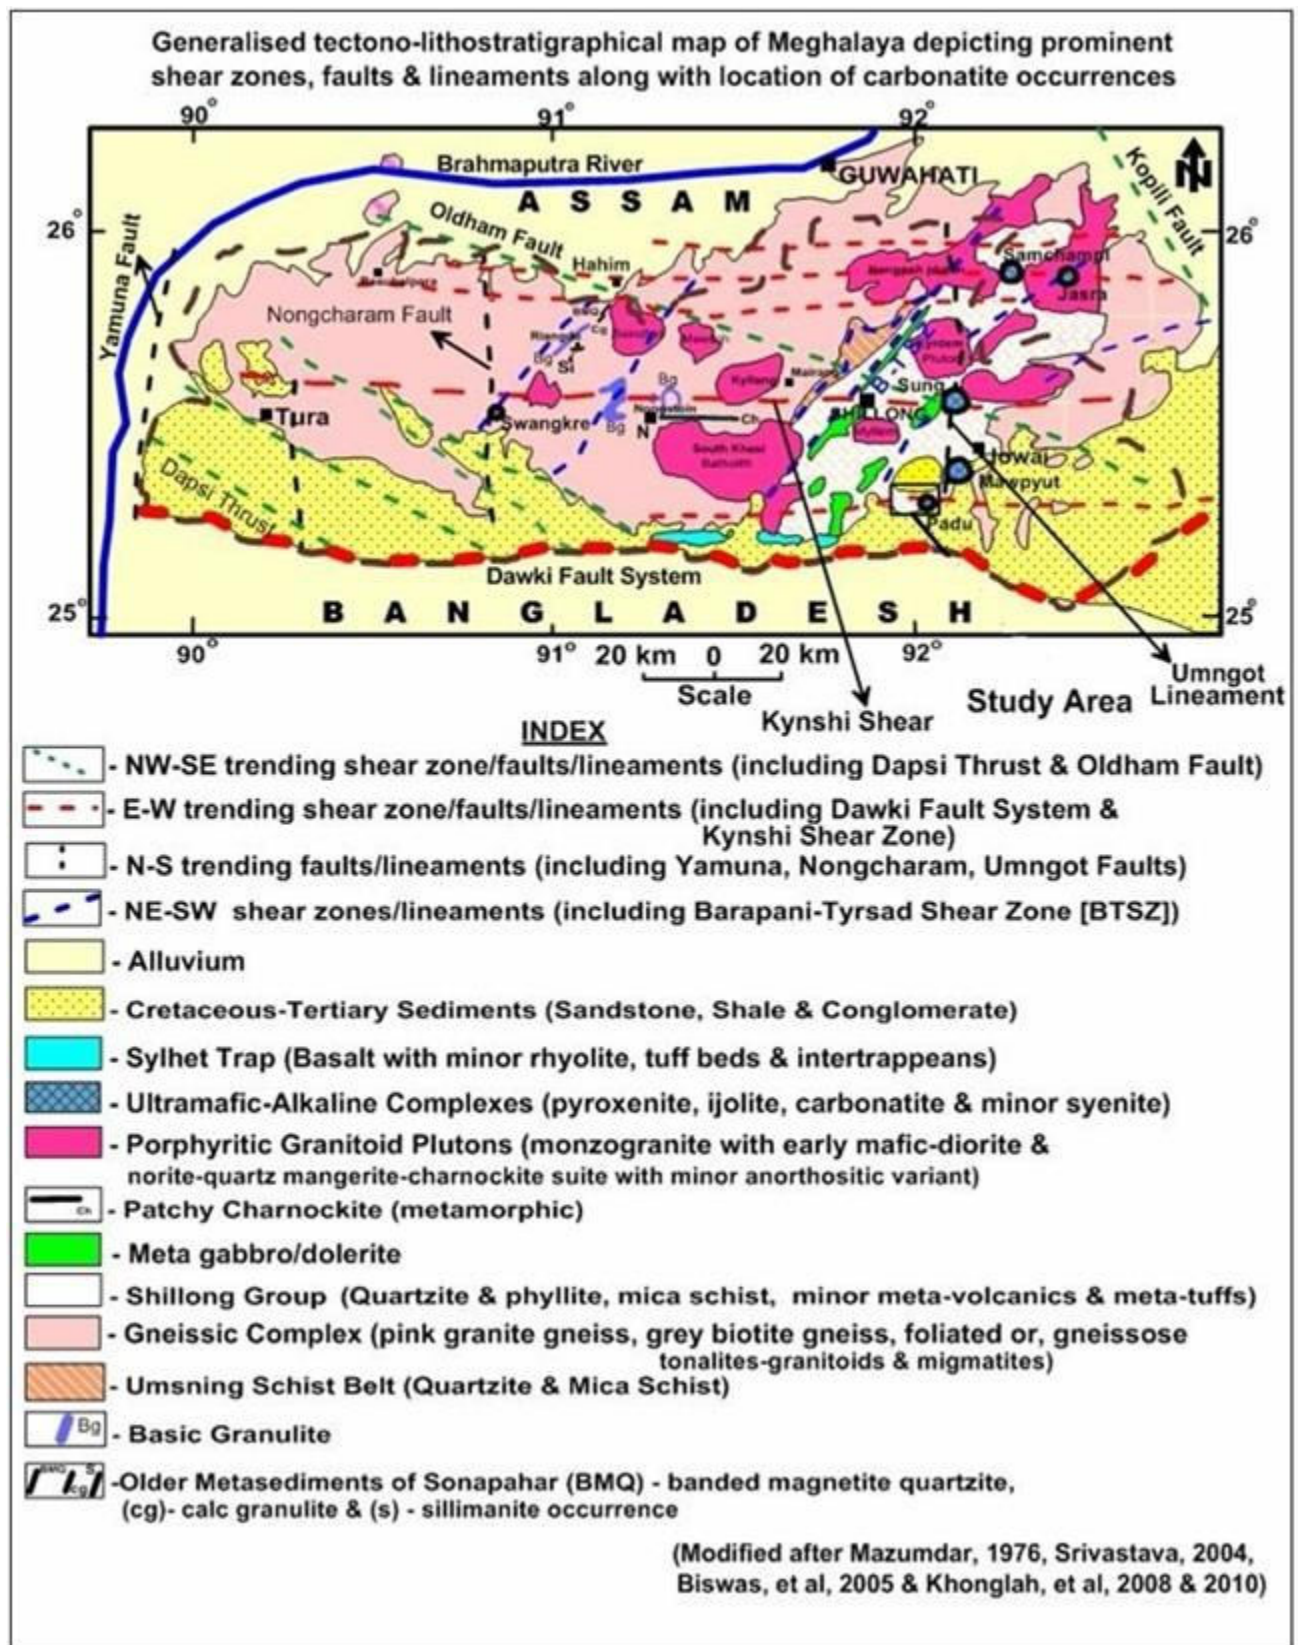 Generalised tectono-lithostratigraphical map of Meghalaya depicting prominent
shear zones, faults & lineaments along with location of carbonatite occurrences
90° 91° 92°
Brahmaputra River
GUWAHATI
A S S A M
N
Kopili Fault
26° 26°
Yamuna Fault
Oldham Fault
Hahim
Samchampi
Jasra
Nongcharam Fault
BMQ
cg
Bg
Si
Kyrdem
Pluton
Kylleng
Mairang
Bg
Sung
Tura
Swangkre
Bg
N
Ch
SHILLONG
Mylliem
South Khasi
Batholith
Jowai
Mawpyut
Dapsi Thrust
Padu
Dawki Fault System
B A N G L A D E S H
25° 25°
90° 91° 20 km 0 20 km 92°
Scale
Kynshi Shear
Study Area
Umngot
Lineament
INDEX
- NW-SE trending shear zone/faults/lineaments (including Dapsi Thrust & Oldham Fault)
- E-W trending shear zone/faults/lineaments (including Dawki Fault System &
Kynshi Shear Zone)
- N-S trending faults/lineaments (including Yamuna, Nongcharam, Umngot Faults)
- NE-SW shear zones/lineaments (including Barapani-Tyrsad Shear Zone [BTSZ])
- Alluvium
- Cretaceous-Tertiary Sediments (Sandstone, Shale & Conglomerate)
- Sylhet Trap (Basalt with minor rhyolite, tuff beds & intertrappeans)
- Ultramafic-Alkaline Complexes (pyroxenite, ijolite, carbonatite & minor syenite)
- Porphyritic Granitoid Plutons (monzogranite with early mafic-diorite &
norite-quartz mangerite-charnockite suite with minor anorthositic variant)
Ch - Patchy Charnockite (metamorphic)
- Meta gabbro/dolerite
- Shillong Group (Quartzite & phyllite, mica schist, minor meta-volcanics & meta-tuffs)
- Gneissic Complex (pink granite gneiss, grey biotite gneiss, foliated or, gneissose
tonalites-granitoids & migmatites)
- Umsning Schist Belt (Quartzite & Mica Schist)
Bg - Basic Granulite
BMQ cg S -Older Metasediments of Sonapahar (BMQ) - banded magnetite quartzite,
(cg)- calc granulite & (s) - sillimanite occurrence
(Modified after Mazumdar, 1976, Srivastava, 2004,
Biswas, et al, 2005 & Khonglah, et al, 2008 & 2010)